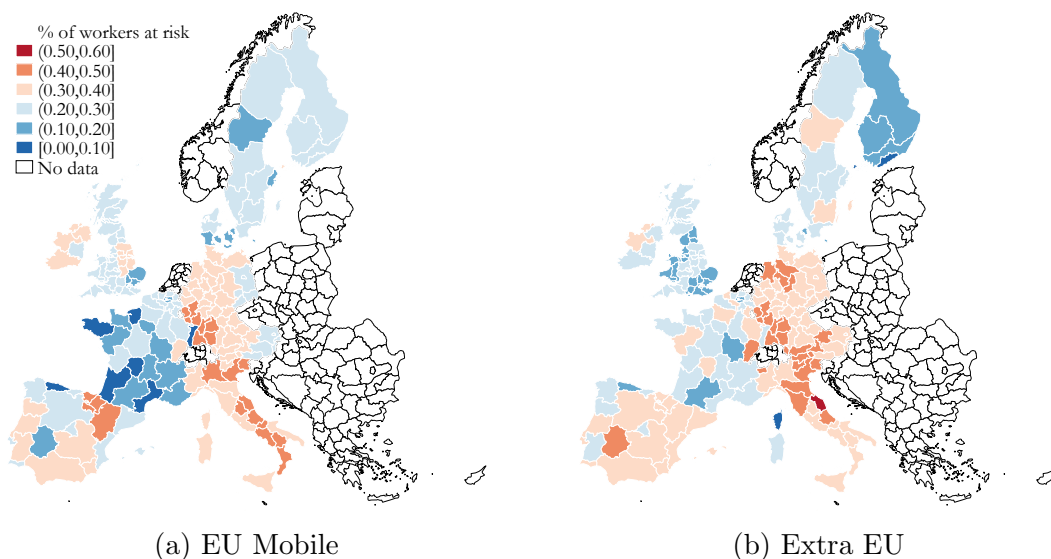 % of workers at risk
(0.50,0.60]
(0.40,0.50]
(0.30,0.40]
(0.20,0.30]
(0.10,0.20]
[0.00,0.10]
No data
(a) EU Mobile
(b) Extra EU